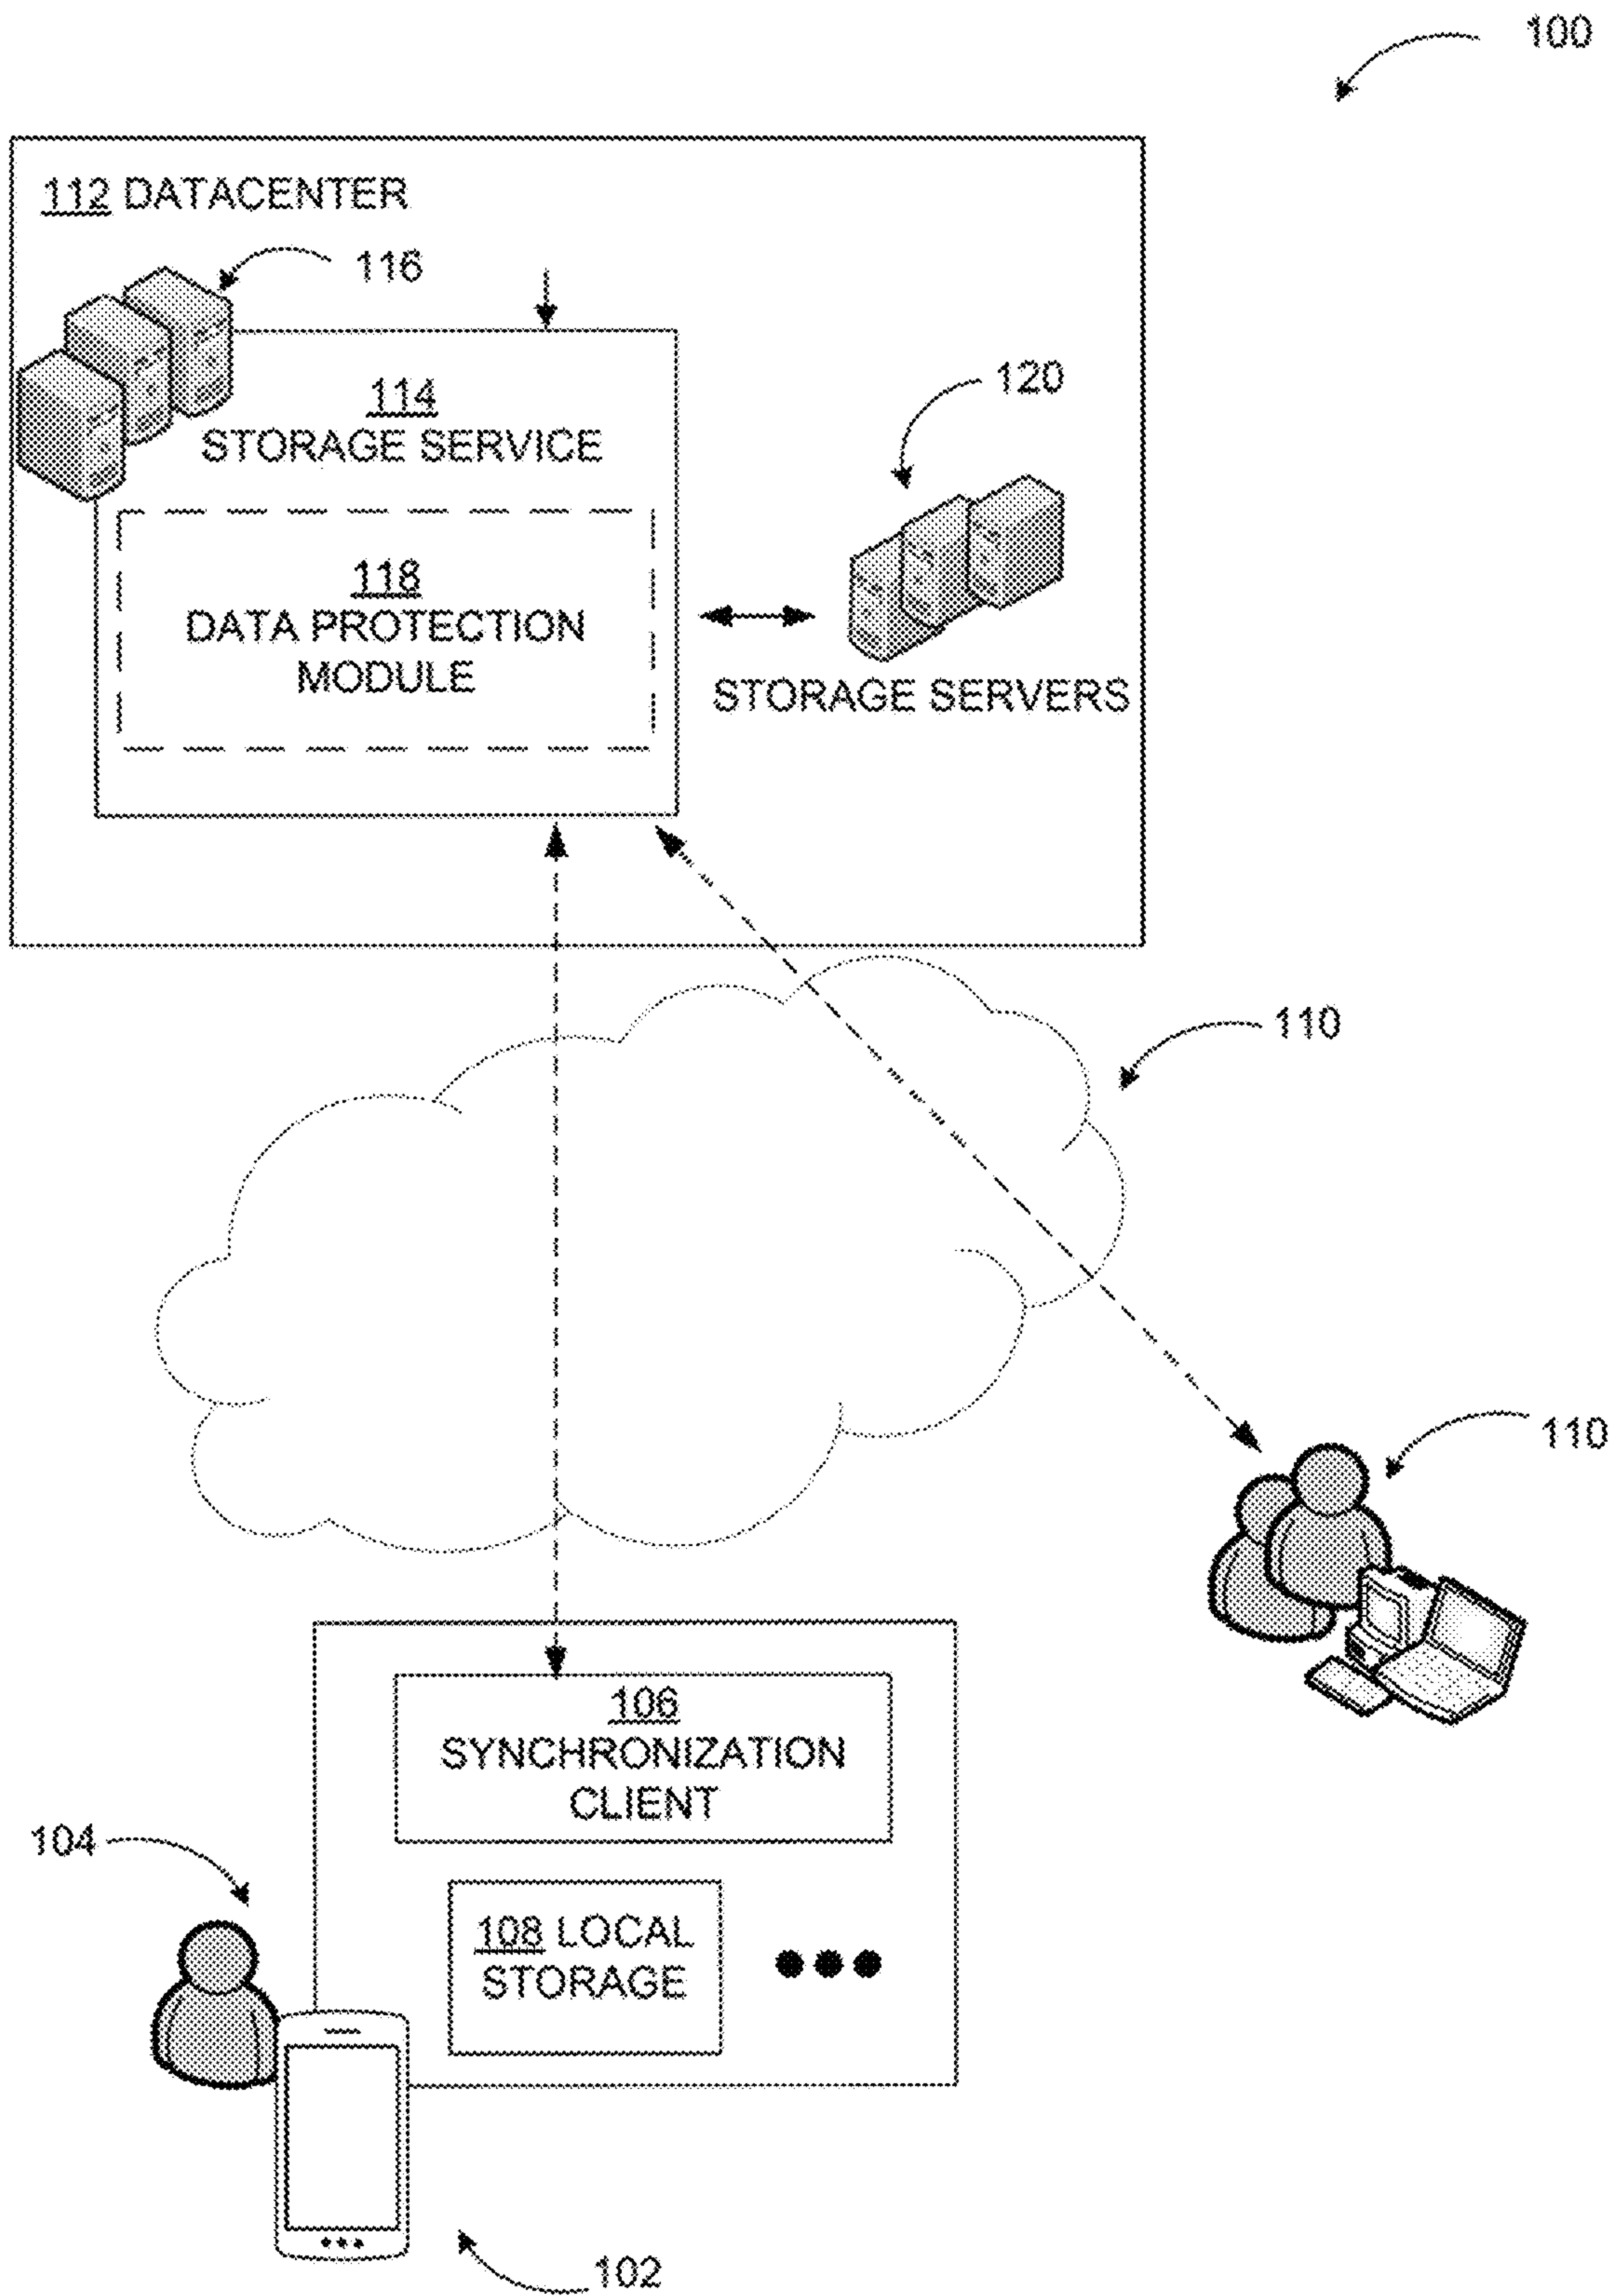 100
112 DATACENTER
116
114
STORAGE SERVICE
120
118
DATA PROTECTION
MODULE
STORAGE SERVERS
110
110
106
SYNCHRONIZATION
CLIENT
104
108 LOCAL
STORAGE
102